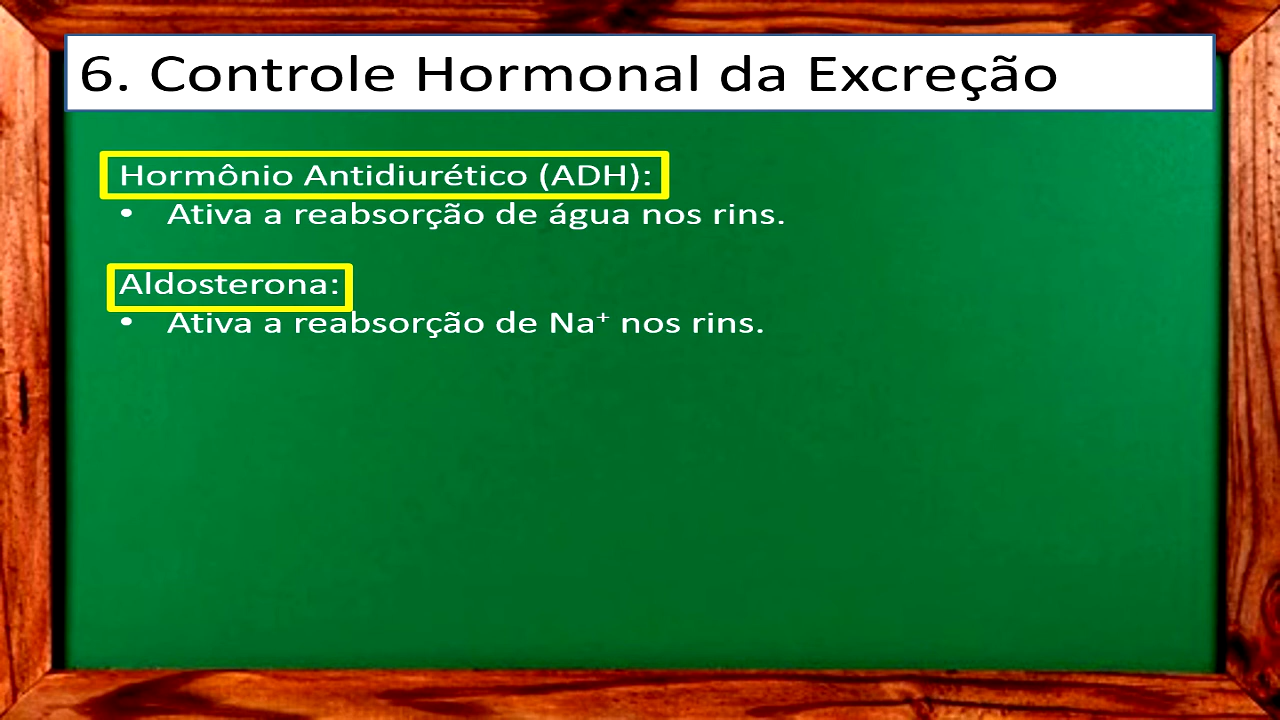 6. Controle Hormonal da Excreção
Hormônio Antidiurético (ADH):
• Ativa a reabsorção de água nos rins.
Aldosterona:
• Ativa a reabsorção de Na⁺ nos rins.